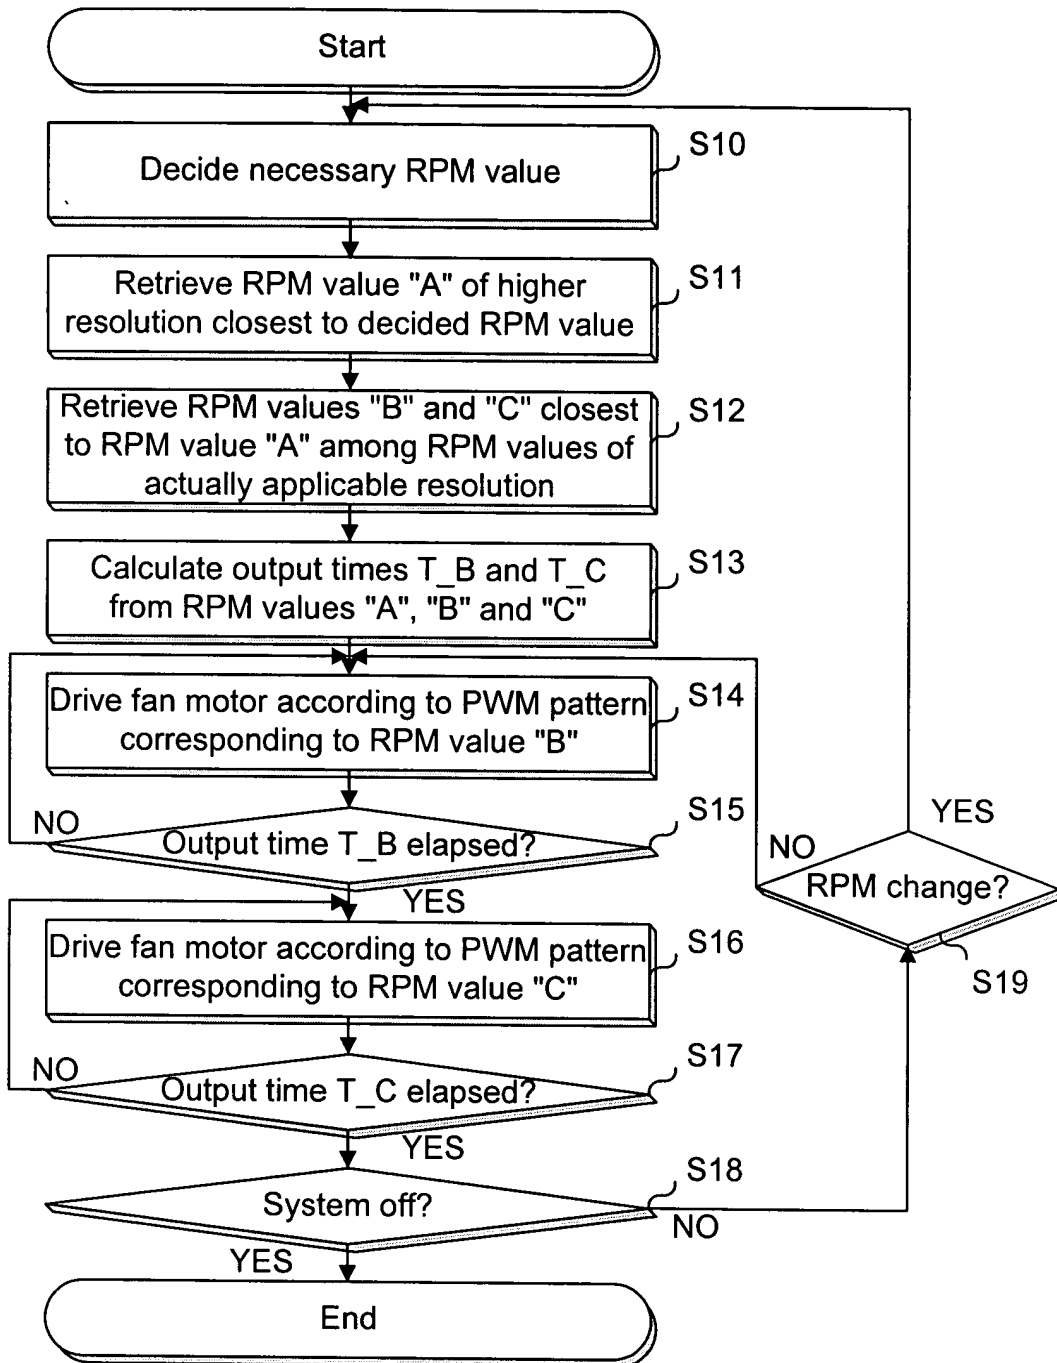 Start
Decide necessary RPM value
S10
Retrieve RPM value "A" of higher
resolution closest to decided RPM value
S11
Retrieve RPM values "B" and "C" closest
to RPM value "A" among RPM values of
actually applicable resolution
S12
Calculate output times T_B and T_C
from RPM values "A", "B" and "C"
S13
Drive fan motor according to PWM pattern
corresponding to RPM value "B"
S14
Output time T_B elapsed?
S15
NO
YES
Drive fan motor according to PWM pattern
corresponding to RPM value "C"
S16
Output time T_C elapsed?
S17
NO
YES
System off?
S18
NO
YES
RPM change?
S19
NO
YES
End